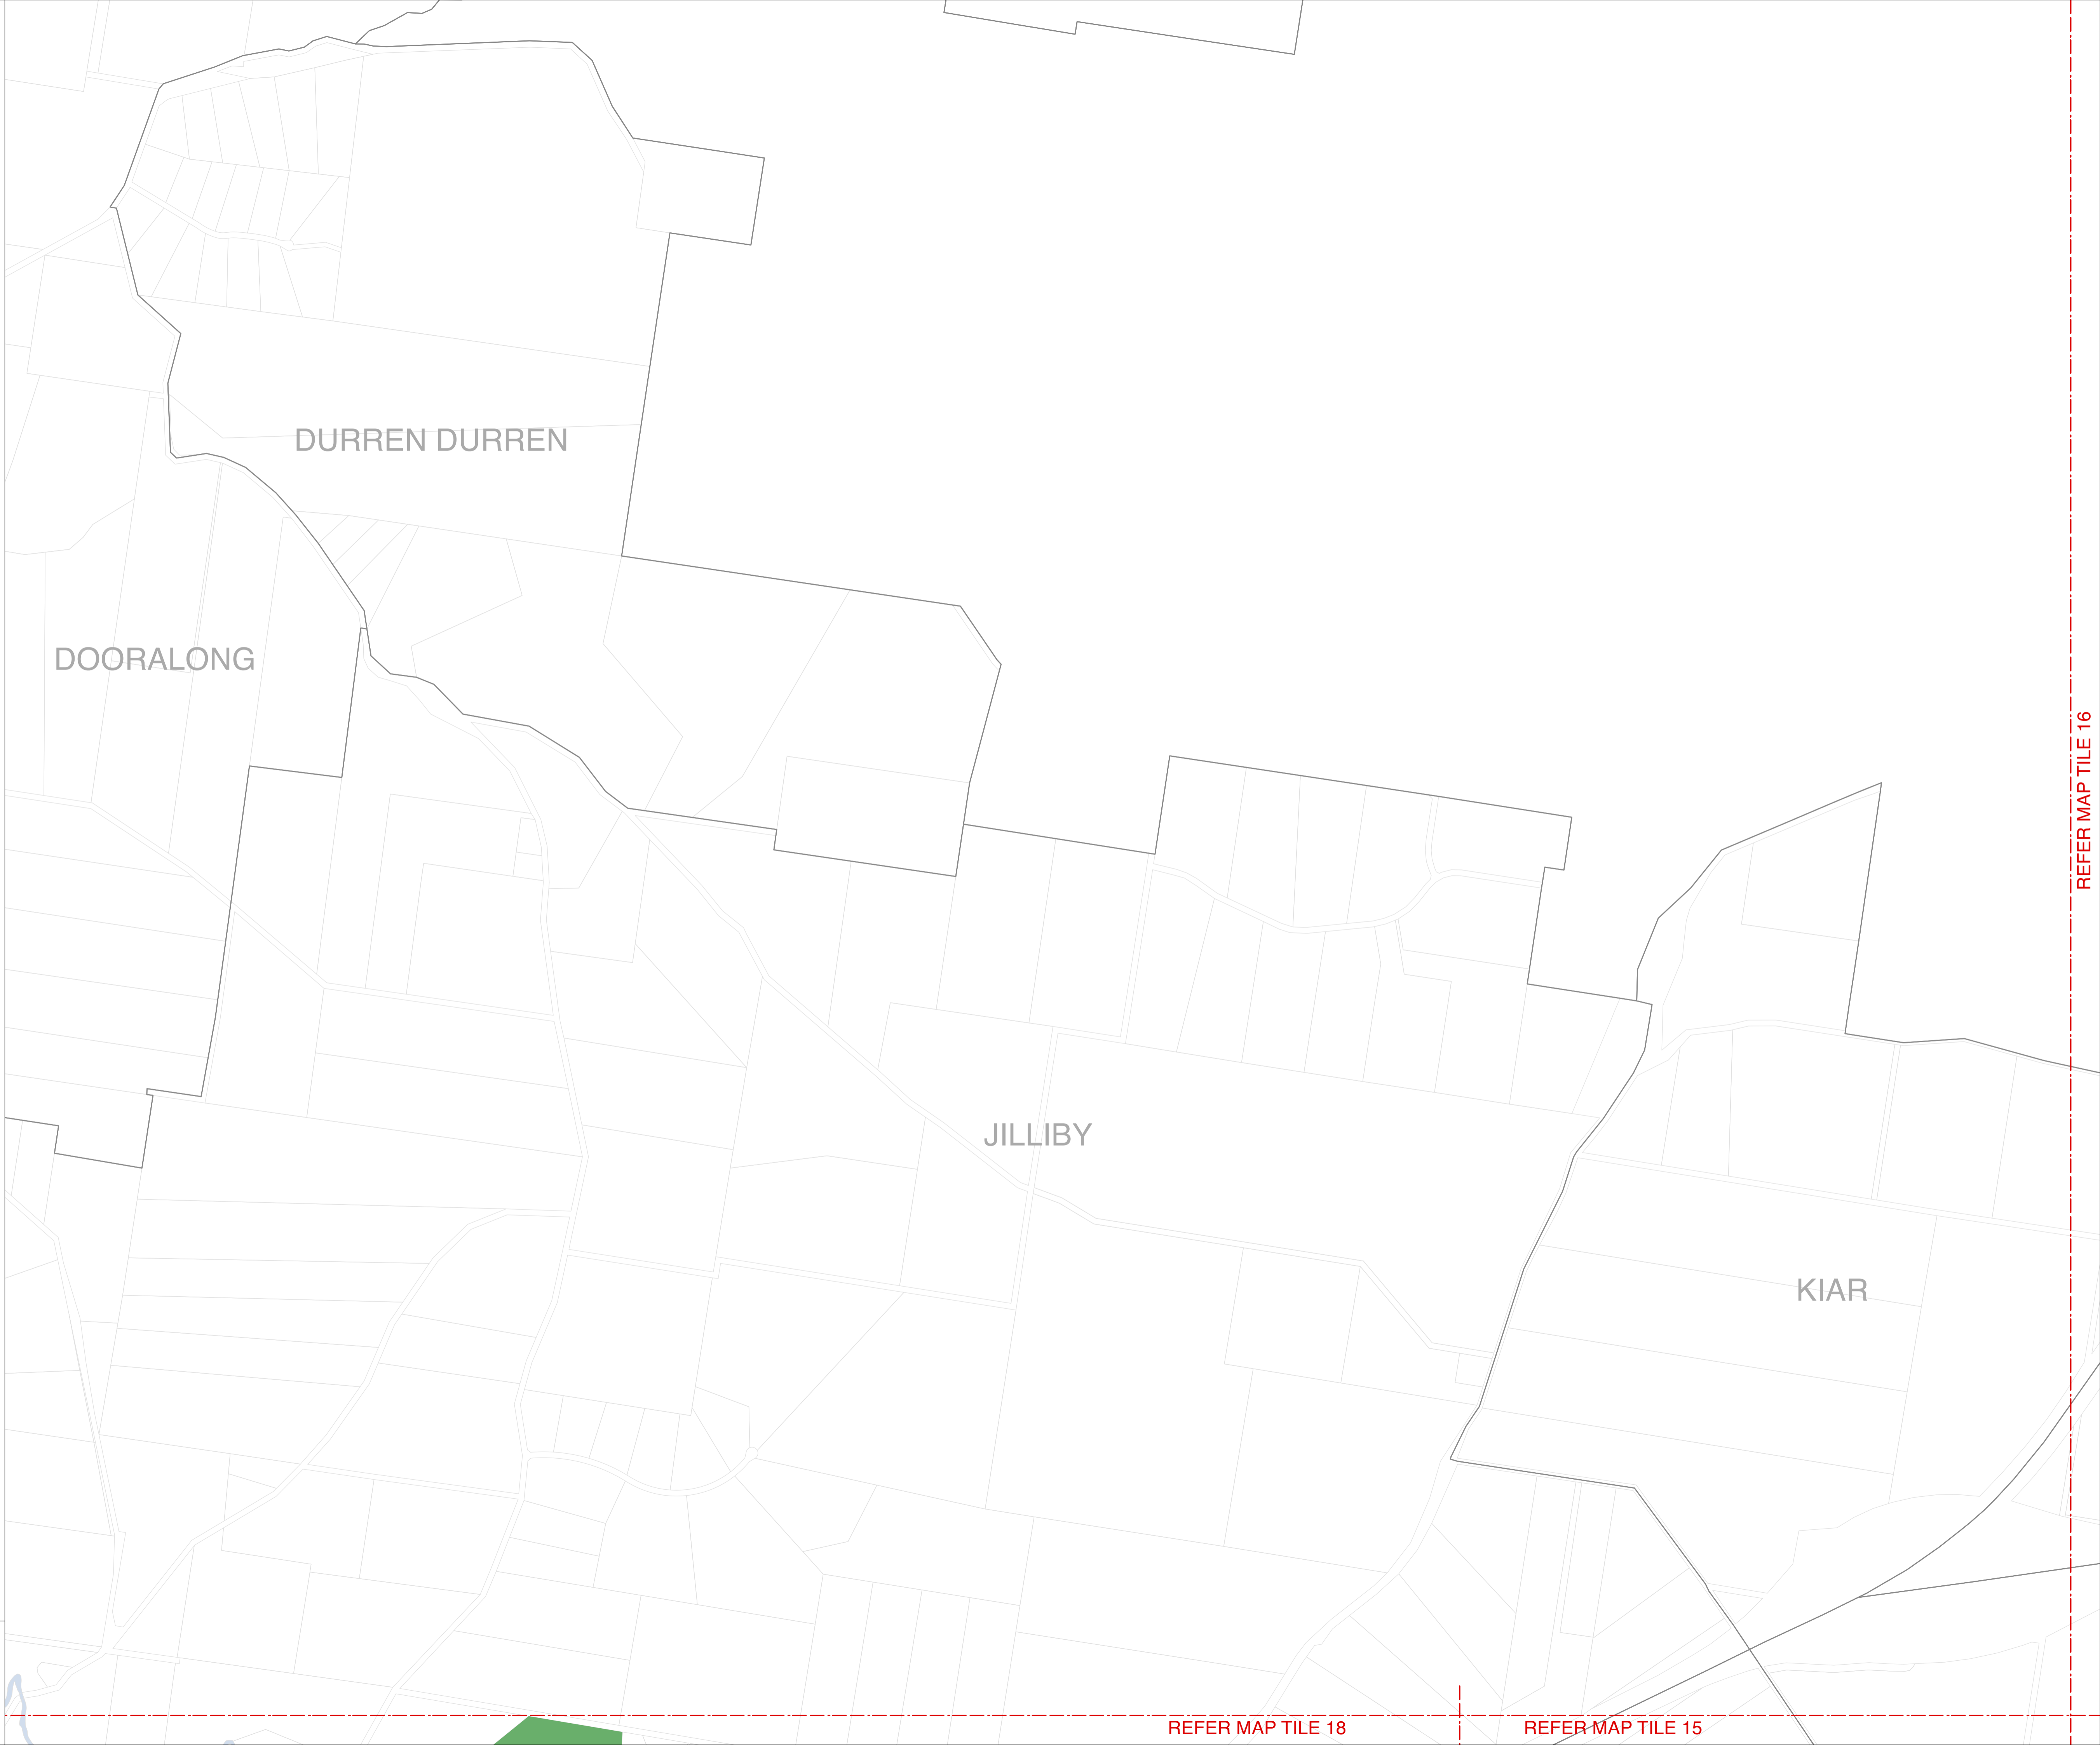 DURREN DURREN
DOORALONG
REFER MAP TILE 16
JILLIBY
KIAR
REFER MAP TILE 18
REFER MAP TILE 15